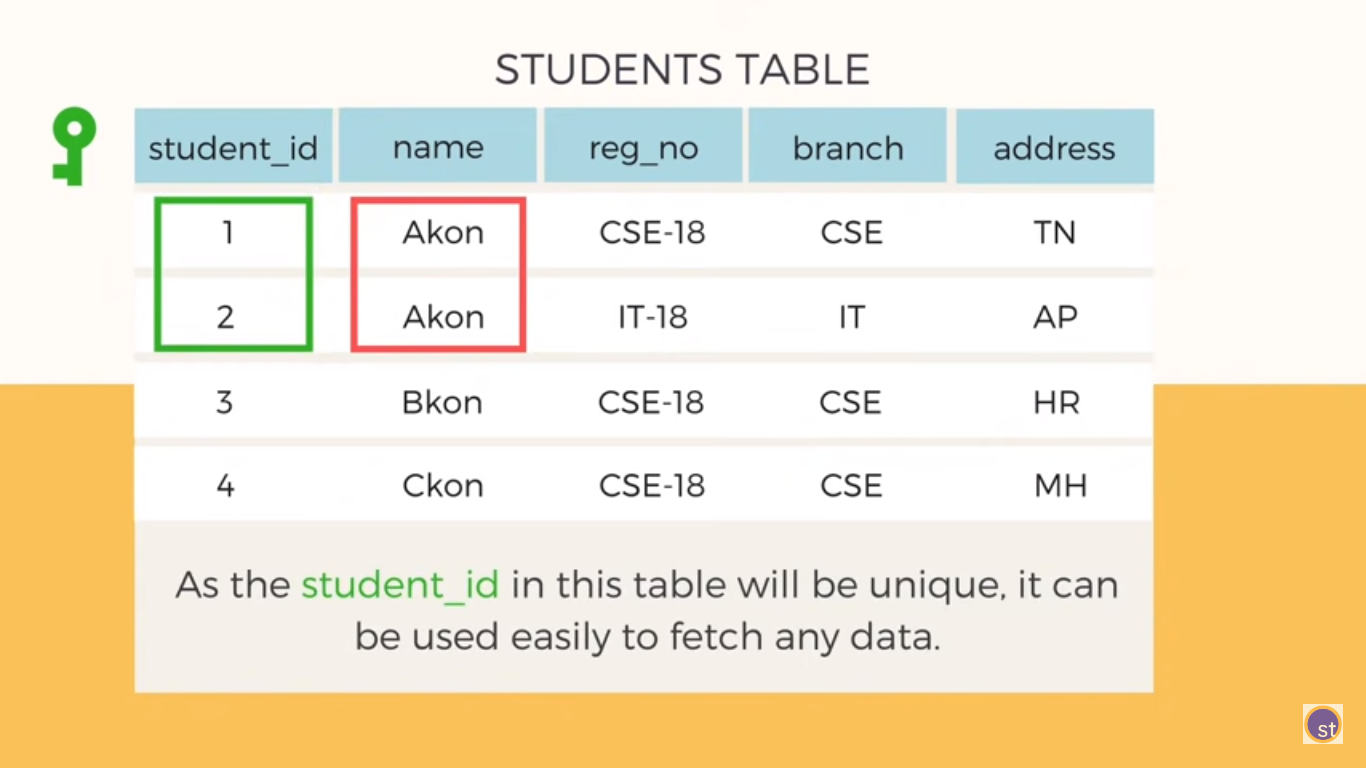 STUDENTS TABLE
student_id name reg_no branch address
1 Akon CSE-18 CSE TN
2 Akon IT-18 IT AP
3 Bkon CSE-18 CSE HR
4 Ckon CSE-18 CSE MH
As the student_id in this table will be unique, it can
be used easily to fetch any data.
st